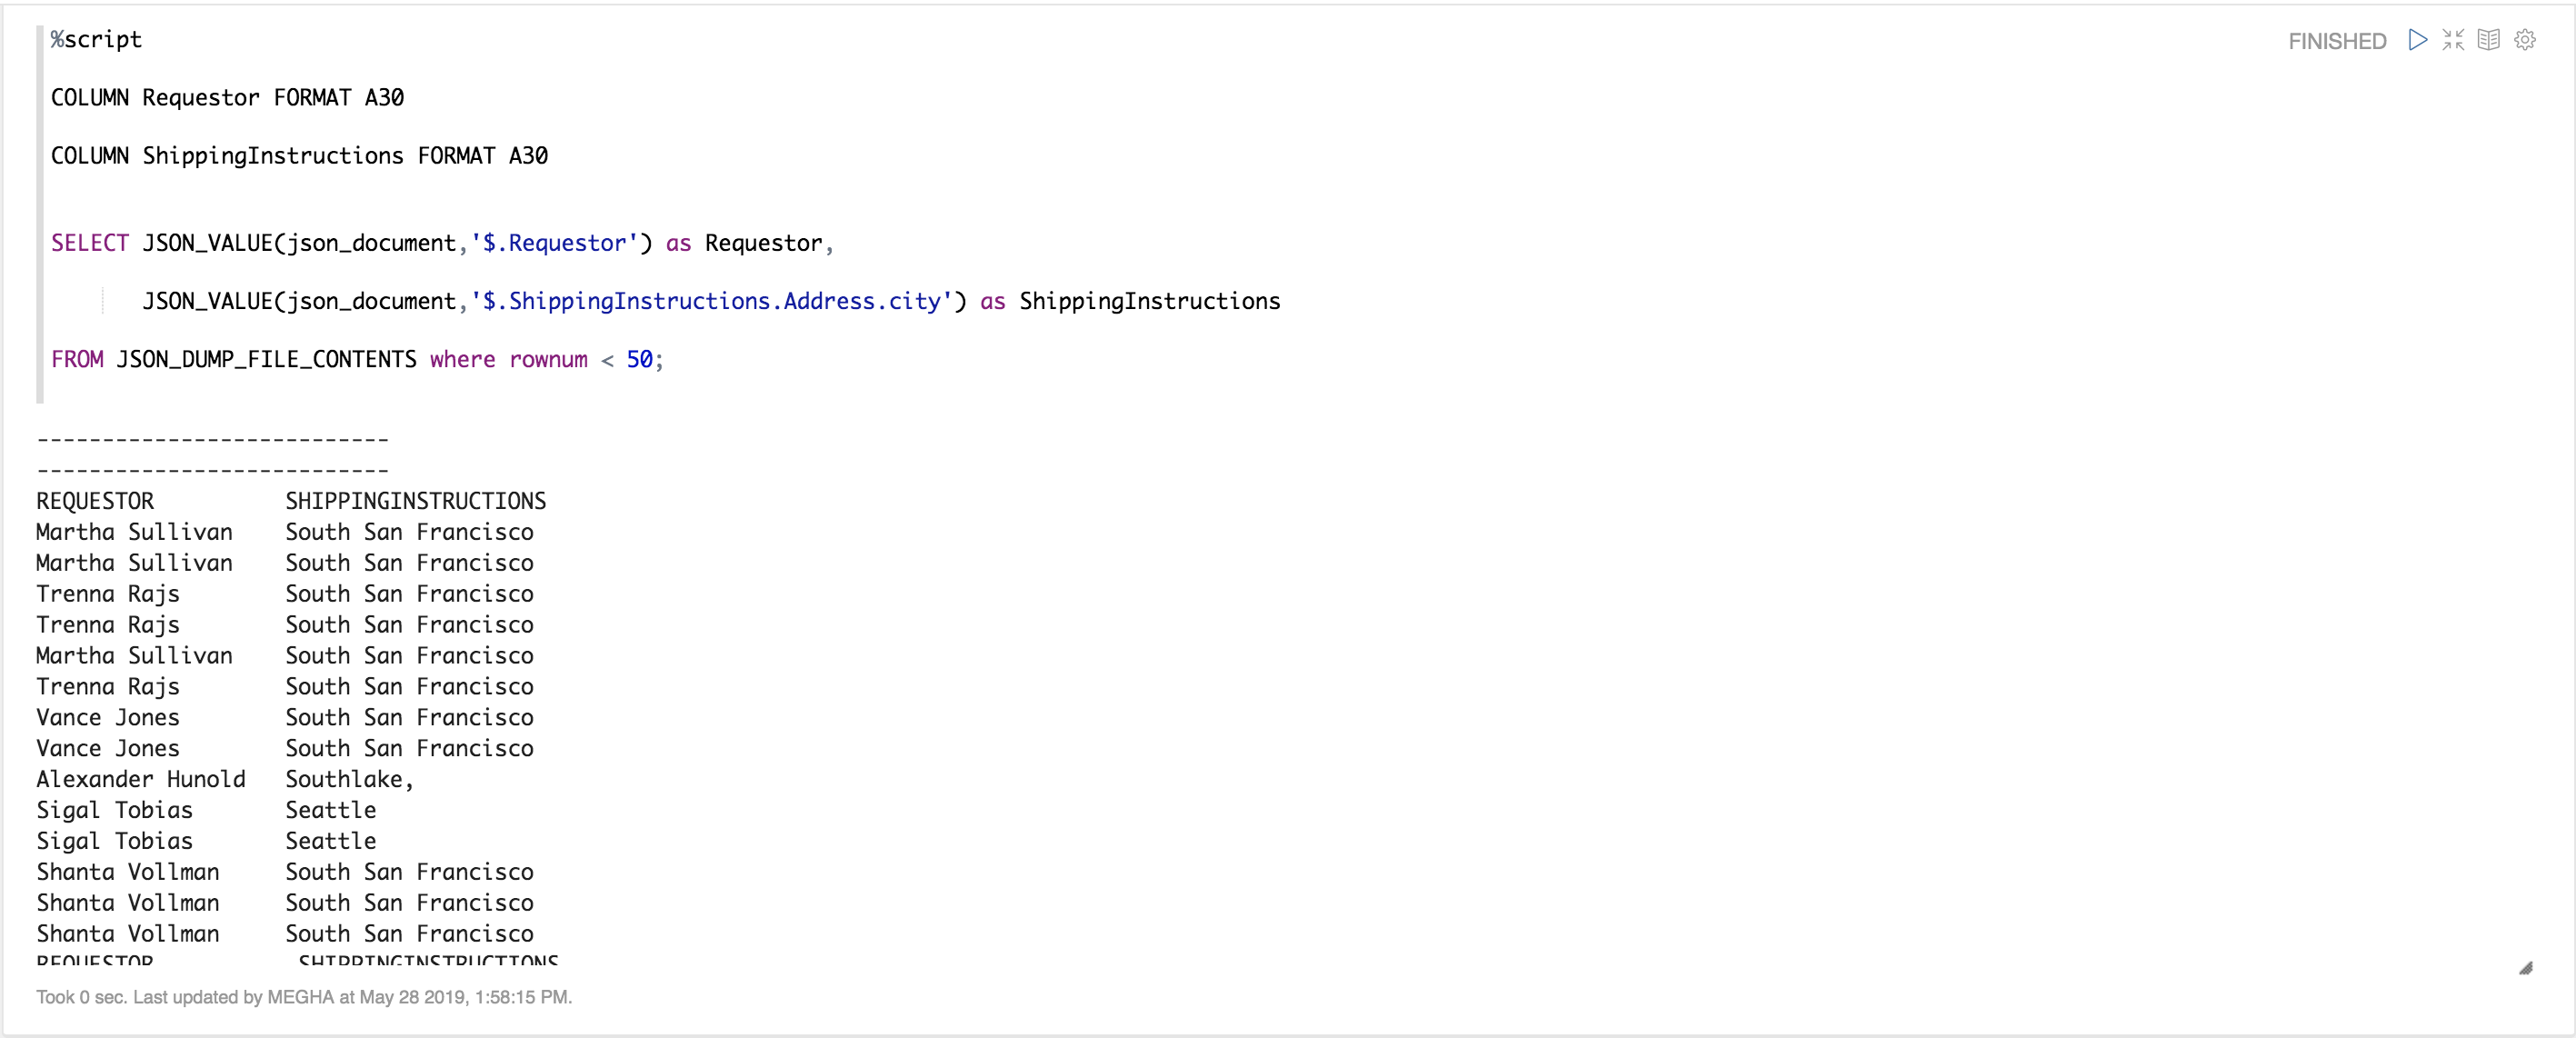 %script
FINISHED
COLUMN Requestor FORMAT A30
COLUMN ShippingInstructions FORMAT A30
SELECT JSON_VALUE(json_document,'$.Requestor') as Requestor,
JSON_VALUE(json_document,'$.ShippingInstructions.Address.city') as ShippingInstructions
FROM JSON_DUMP_FILE_CONTENTS where rownum < 50;
---------------------------
---------------------------
REQUESTOR SHIPPINGINSTRUCTIONS
Martha Sullivan South San Francisco
Martha Sullivan South San Francisco
Trenna Rajs South San Francisco
Trenna Rajs South San Francisco
Martha Sullivan South San Francisco
Trenna Rajs South San Francisco
Vance Jones South San Francisco
Vance Jones South San Francisco
Alexander Hunold Southlake,
Sigal Tobias Seattle
Sigal Tobias Seattle
Shanta Vollman South San Francisco
Shanta Vollman South San Francisco
Shanta Vollman South San Francisco
REQUESTOR SHIPPINGINSTRUCTIONS
Took 0 sec. Last updated by MEGHA at May 28 2019, 1:58:15 PM.